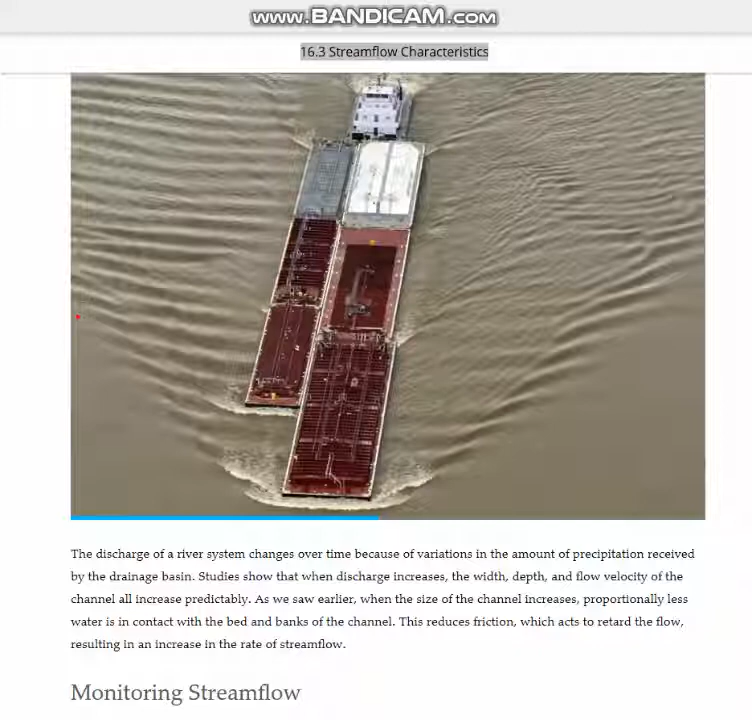 www.BANDICAM.com
16.3 Streamflow Characteristics
The discharge of a river system changes over time because of variations in the amount of precipitation received
by the drainage basin. Studies show that when discharge increases, the width, depth, and flow velocity of the
channel all increase predictably. As we saw earlier, when the size of the channel increases, proportionally less
water is in contact with the bed and banks of the channel. This reduces friction, which acts to retard the flow,
resulting in an increase in the rate of streamflow.
Monitoring Streamflow